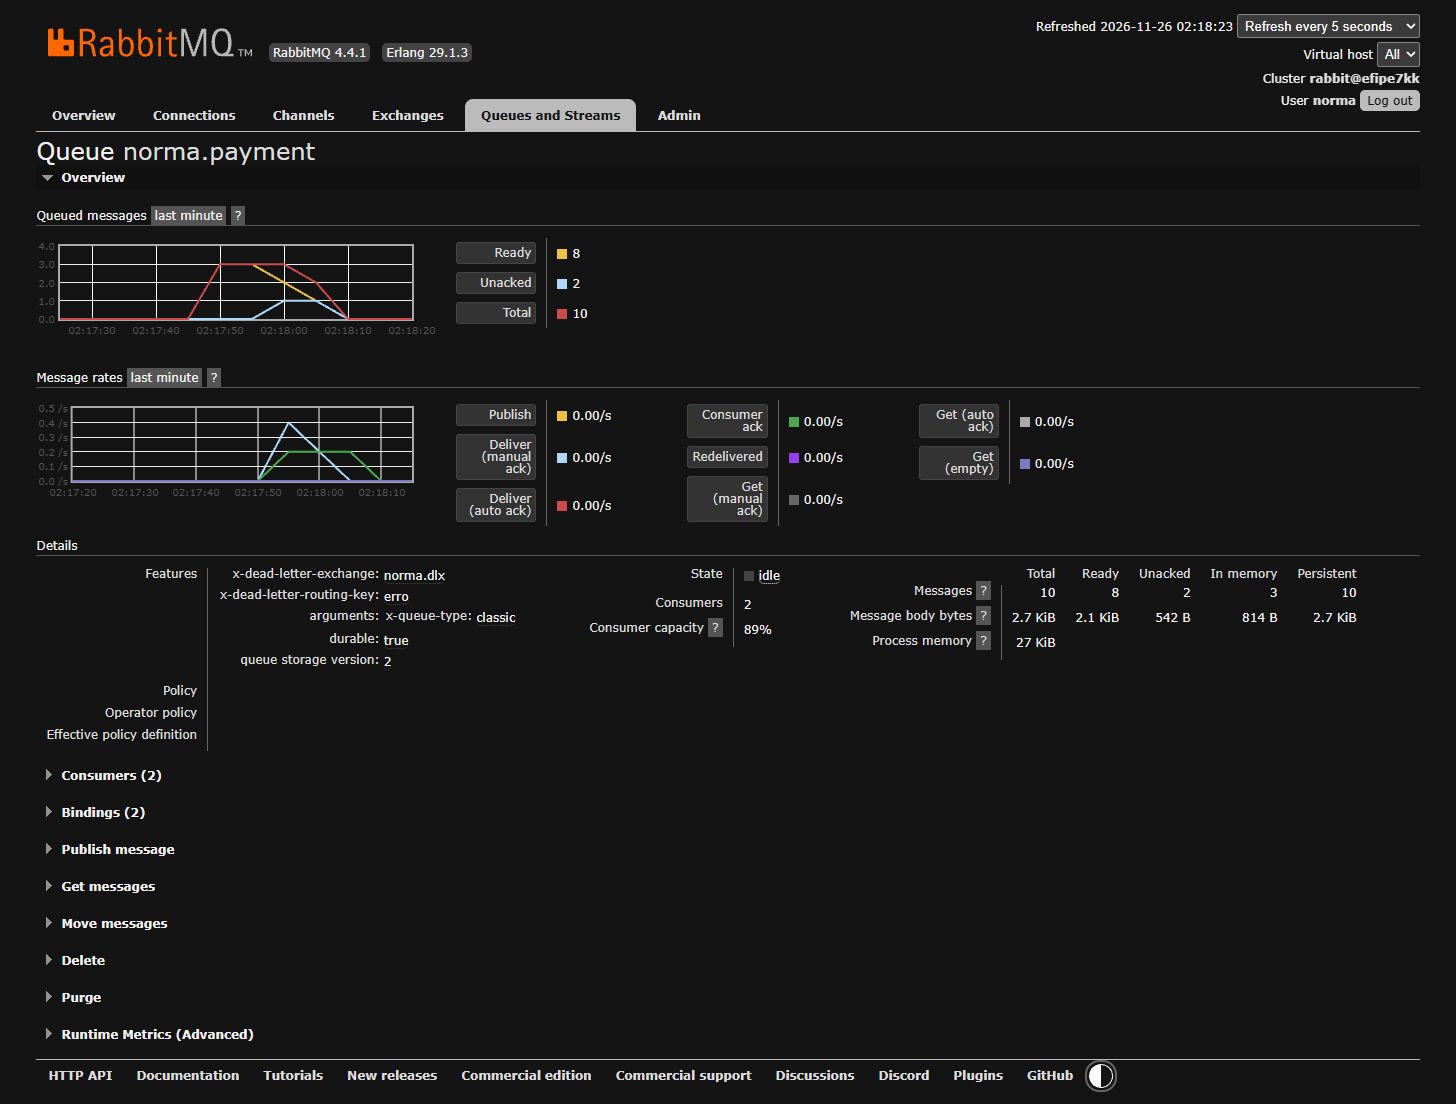 RabbitMQ TM RabbitMQ 4.4.1 Erlang 29.1.3
Refreshed 2026-11-26 02:18:23 Refresh every 5 seconds
Virtual host All
Cluster rabbit@efipe7kk
User norma Log out
Overview Connections Channels Exchanges Queues and Streams Admin
Queue norma.payment
Overview
Queued messages last minute ?
4.0
3.0
2.0
1.0
0.0
02:17:30 02:17:40 02:17:50 02:18:00 02:18:10 02:18:20
Ready 8
Unacked 2
Total 10
Message rates last minute ?
0.5 /s
0.4 /s
0.3 /s
0.2 /s
0.1 /s
0.0 /s
02:17:20 02:17:30 02:17:40 02:17:50 02:18:00 02:18:10
Publish 0.00/s
Deliver
(manual 0.00/s
ack)
Deliver
(auto ack) 0.00/s
Consumer
ack 0.00/s
Redelivered 0.00/s
Get
(manual 0.00/s
ack)
Get (auto
ack) 0.00/s
Get
(empty) 0.00/s
Details
Features
x-dead-letter-exchange: norma.dlx
x-dead-letter-routing-key: erro
arguments: x-queue-type: classic
durable: true
queue storage version: 2
Policy
Operator policy
Effective policy definition
State idle
Consumers 2
Consumer capacity ? 89%
Total Ready Unacked In memory Persistent
Messages ? 10 8 2 3 10
Message body bytes ? 2.7 KiB 2.1 KiB 542 B 814 B 2.7 KiB
Process memory ? 27 KiB
Consumers (2)
Bindings (2)
Publish message
Get messages
Move messages
Delete
Purge
Runtime Metrics (Advanced)
HTTP API Documentation Tutorials New releases Commercial edition Commercial support Discussions Discord Plugins GitHub